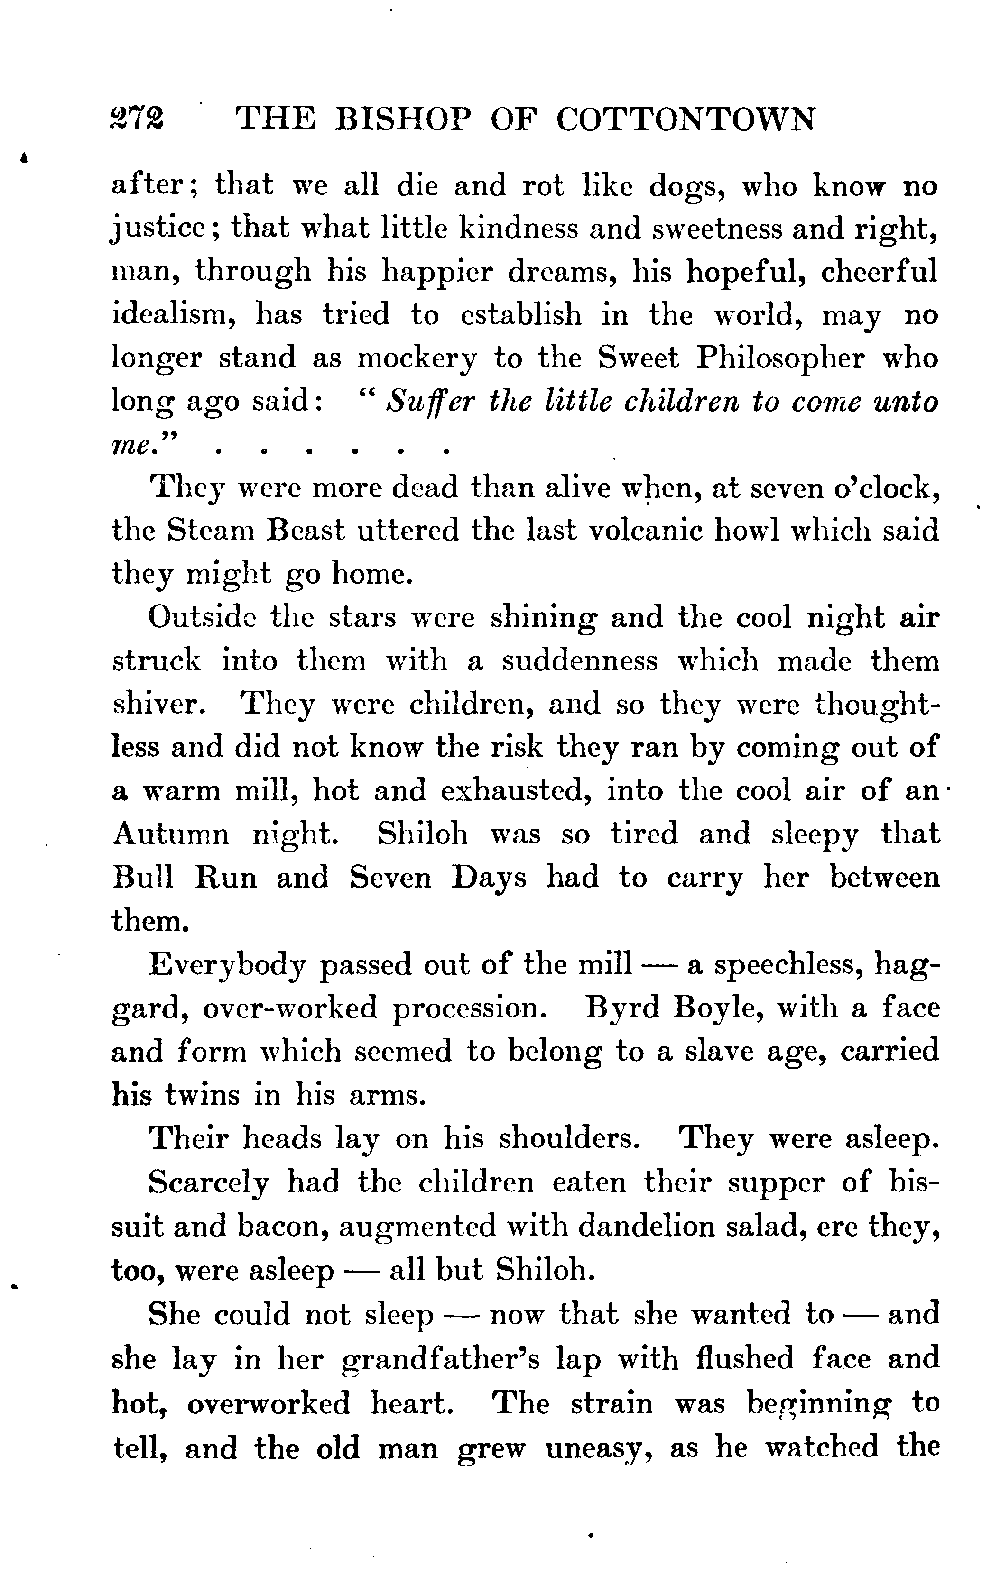 272 THE BISHOP OF COTTONTOWN
after; that we all die and rot like dogs, who know no
justice; that what little kindness and sweetness and right,
man, through his happier dreams, his hopeful, cheerful
idealism, has tried to establish in the world, may no
longer stand as mockery to the Sweet Philosopher who
long ago said: “ Suffer the little children to come unto
me.” . . . . . .
They were more dead than alive when, at seven o’clock,
the Steam Beast uttered the last volcanic howl which said
they might go home.
Outside the stars were shining and the cool night air
struck into them with a suddenness which made them
shiver. They were children, and so they were thought-
less and did not know the risk they ran by coming out of
a warm mill, hot and exhausted, into the cool air of an
Autumn night. Shiloh was so tired and sleepy that
Bull Run and Seven Days had to carry her between
them.
Everybody passed out of the mill — a speechless, hag-
gard, over-worked procession. Byrd Boyle, with a face
and form which seemed to belong to a slave age, carried
his twins in his arms.
Their heads lay on his shoulders. They were asleep.
Scarcely had the children eaten their supper of bis-
suit and bacon, augmented with dandelion salad, ere they,
too, were asleep — all but Shiloh.
She could not sleep — now that she wanted to — and
she lay in her grandfather’s lap with flushed face and
hot, overworked heart. The strain was beginning to
tell, and the old man grew uneasy, as he watched the